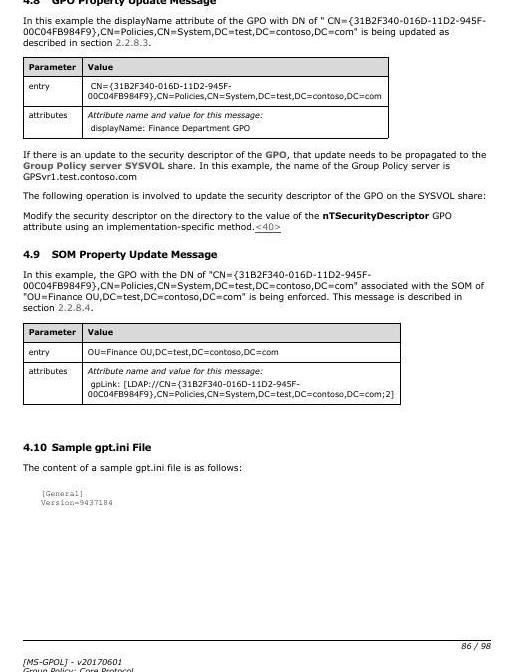 4.8 GPO Property Update Message
In this example the displayName attribute of the GPO with DN of " CN={31B2F340-016D-11D2-945F-
00C04FB984F9},CN=Policies,CN=System,DC=test,DC=contoso,DC=com" is being updated as
described in section 2.2.8.3.
Parameter Value
entry CN={31B2F340-016D-11D2-945F-
00C04FB984F9},CN=Policies,CN=System,DC=test,DC=contoso,DC=com
attributes Attribute name and value for this message:
displayName: Finance Department GPO
If there is an update to the security descriptor of the GPO, that update needs to be propagated to the
Group Policy server SYSVOL share. In this example, the name of the Group Policy server is
GPSvr1.test.contoso.com
The following operation is involved to update the security descriptor of the GPO on the SYSVOL share:
Modify the security descriptor on the directory to the value of the nTSecurityDescriptor GPO
attribute using an implementation-specific method.<40>
4.9 SOM Property Update Message
In this example, the GPO with the DN of "CN={31B2F340-016D-11D2-945F-
00C04FB984F9},CN=Policies,CN=System,DC=test,DC=contoso,DC=com" associated with the SOM of
"OU=Finance OU,DC=test,DC=contoso,DC=com" is being enforced. This message is described in
section 2.2.8.4.
Parameter Value
entry OU=Finance OU,DC=test,DC=contoso,DC=com
attributes Attribute name and value for this message:
gpLink: [LDAP://CN={31B2F340-016D-11D2-945F-
00C04FB984F9},CN=Policies,CN=System,DC=test,DC=contoso,DC=com;2]
4.10 Sample gpt.ini File
The content of a sample gpt.ini file is as follows:
[General]
Version=9437184
86 / 98
[MS-GPOL] - v20170601
Group Policy: Core Protocol